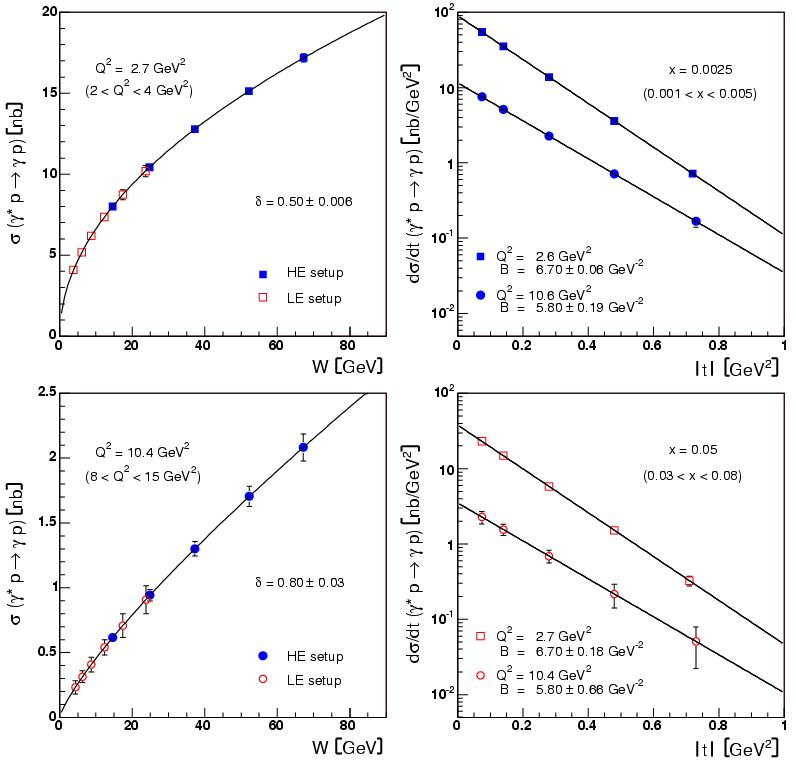 σ (γ* p → γ p) [nb]
20
15
10
5
0
Q² = 2.7 GeV²
(2 < Q² < 4 GeV²)
δ = 0.50 ± 0.006
HE setup
LE setup
0 20 40 60 80
W [GeV]
dσ/dt (γ* p → γ p) [nb/GeV²]
10²
10
1
10⁻¹
10⁻²
x = 0.0025
(0.001 < x < 0.005)
Q² = 2.6 GeV²
B = 6.70 ± 0.06 GeV⁻²
Q² = 10.6 GeV²
B = 5.80 ± 0.19 GeV⁻²
0 0.2 0.4 0.6 0.8 1
|t| [GeV²]
σ (γ* p → γ p) [nb]
2.5
2
1.5
1
0.5
0
Q² = 10.4 GeV²
(8 < Q² < 15 GeV²)
δ = 0.80 ± 0.03
HE setup
LE setup
0 20 40 60 80
W [GeV]
dσ/dt (γ* p → γ p) [nb/GeV²]
10²
10
1
10⁻¹
10⁻²
x = 0.05
(0.03 < x < 0.08)
Q² = 2.7 GeV²
B = 6.70 ± 0.18 GeV⁻²
Q² = 10.4 GeV²
B = 5.80 ± 0.66 GeV⁻²
0 0.2 0.4 0.6 0.8 1
|t| [GeV²]